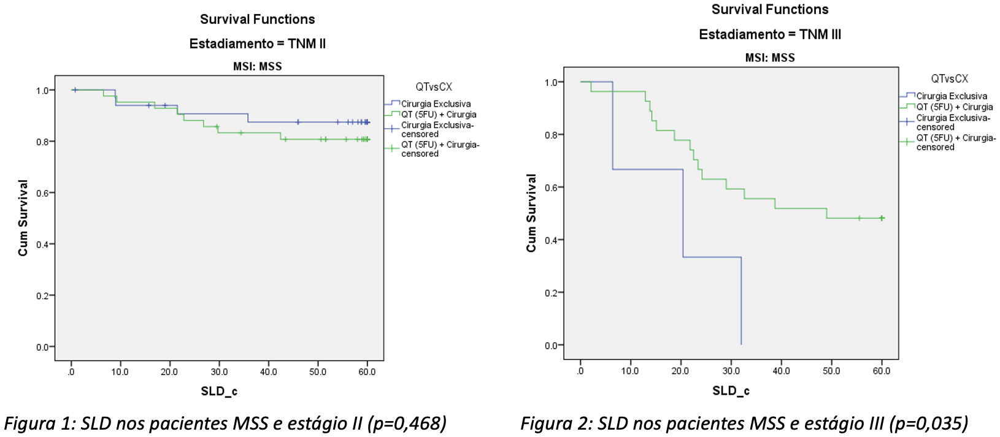 Survival Functions
Estadiamento = TNM II
MSI: MSS
Cum Survival
1.0
0.8
0.6
0.4
0.2
0.0
.0 10.0 20.0 30.0 40.0 50.0 60.0
SLD_c
QTvsCX
Cirurgia Exclusiva
QT (5FU) + Cirurgia
Cirurgia Exclusiva-
censored
QT (5FU) + Cirurgia-
censored
Figura 1: SLD nos pacientes MSS e estágio II (p=0,468)
Survival Functions
Estadiamento = TNM III
MSI: MSS
Cum Survival
1.0
0.8
0.6
0.4
0.2
0.0
.0 10.0 20.0 30.0 40.0 50.0 60.0
SLD_c
QTvsCX
Cirurgia Exclusiva
QT (5FU) + Cirurgia
Cirurgia Exclusiva-
censored
QT (5FU) + Cirurgia-
censored
Figura 2: SLD nos pacientes MSS e estágio III (p=0,035)